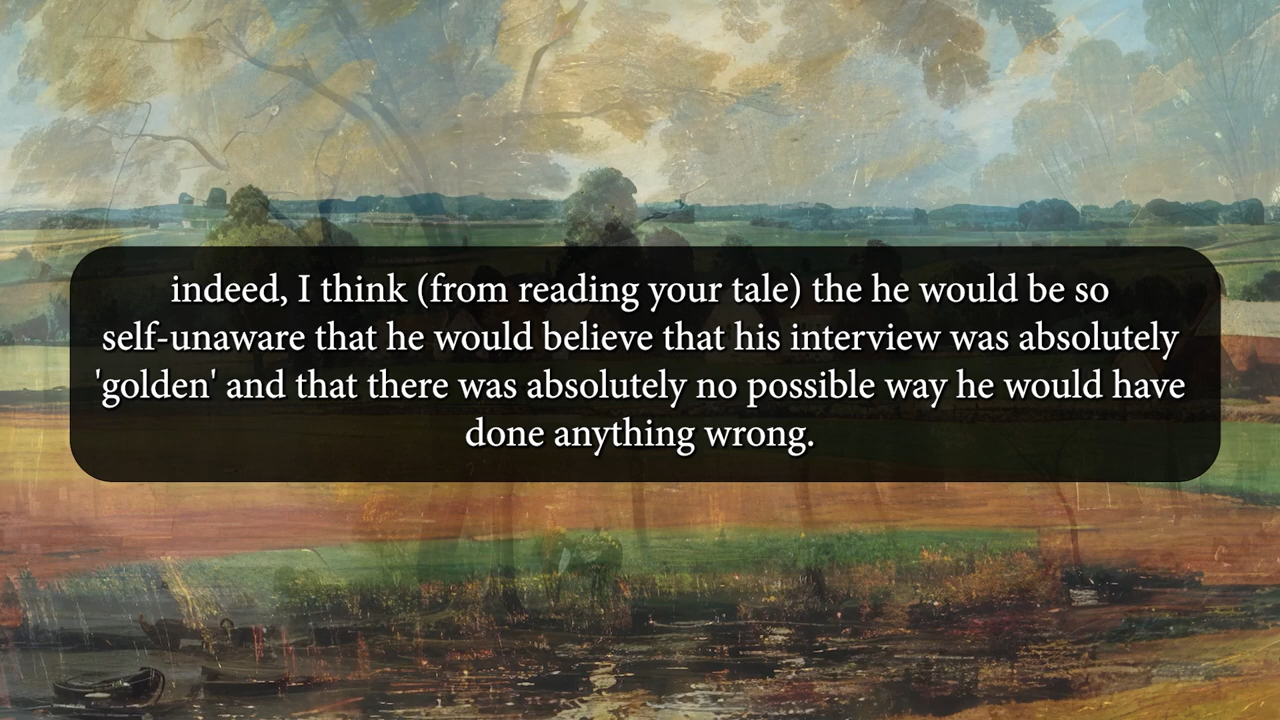 indeed, I think (from reading your tale) the he would be so
self-unaware that he would believe that his interview was absolutely
'golden' and that there was absolutely no possible way he would have
done anything wrong.